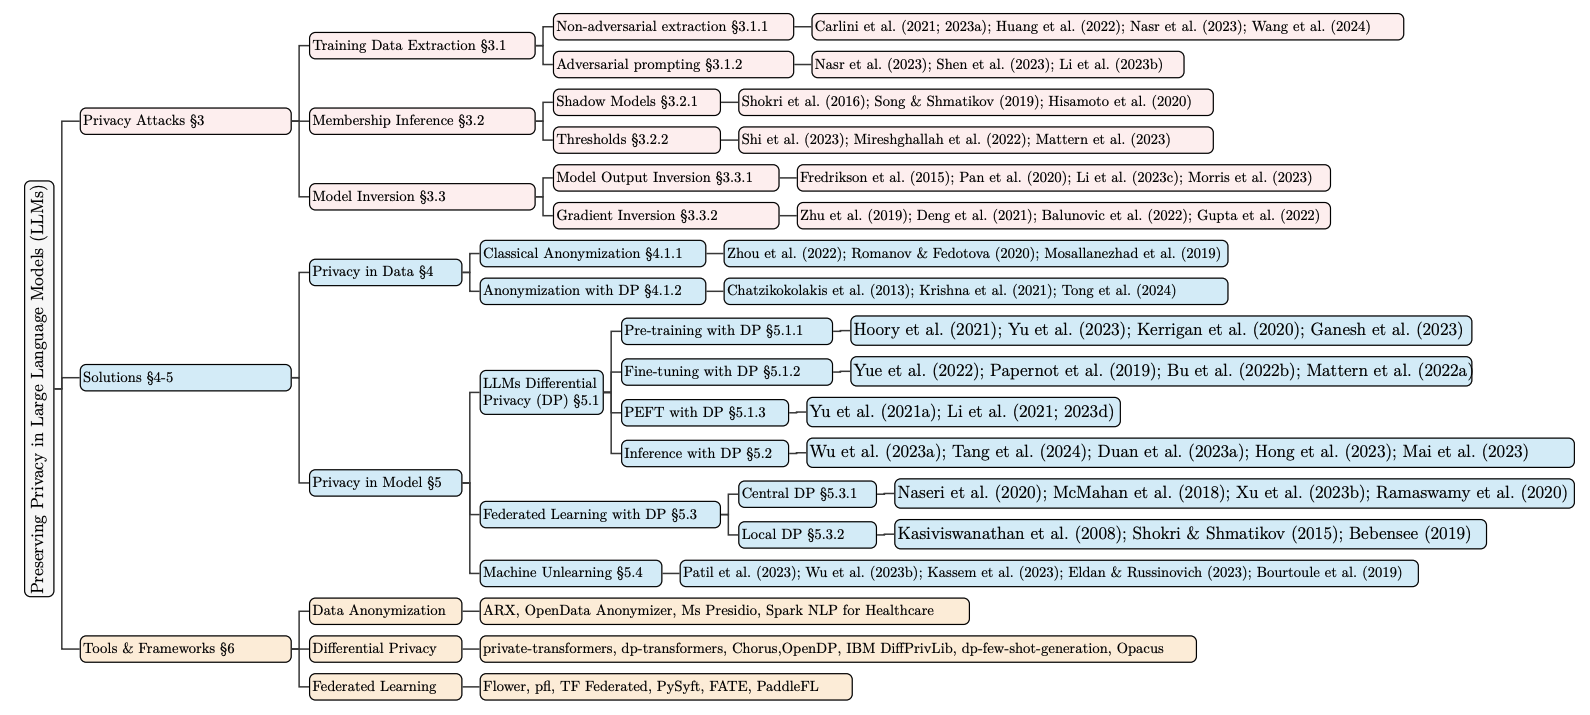 Preserving Privacy in Large Language Models (LLMs)
Privacy Attacks §3
Training Data Extraction §3.1
Non-adversarial extraction §3.1.1
Carlini et al. (2021; 2023a); Huang et al. (2022); Nasr et al. (2023); Wang et al. (2024)
Adversarial prompting §3.1.2
Nasr et al. (2023); Shen et al. (2023); Li et al. (2023b)
Membership Inference §3.2
Shadow Models §3.2.1
Shokri et al. (2016); Song & Shmatikov (2019); Hisamoto et al. (2020)
Thresholds §3.2.2
Shi et al. (2023); Mireshghallah et al. (2022); Mattern et al. (2023)
Model Inversion §3.3
Model Output Inversion §3.3.1
Fredrikson et al. (2015); Pan et al. (2020); Li et al. (2023c); Morris et al. (2023)
Gradient Inversion §3.3.2
Zhu et al. (2019); Deng et al. (2021); Balunovic et al. (2022); Gupta et al. (2022)
Solutions §4-5
Privacy in Data §4
Classical Anonymization §4.1.1
Zhou et al. (2022); Romanov & Fedotova (2020); Mosallanezhad et al. (2019)
Anonymization with DP §4.1.2
Chatzikokolakis et al. (2013); Krishna et al. (2021); Tong et al. (2024)
Privacy in Model §5
LLMs Differential
Privacy (DP) §5.1
Pre-training with DP §5.1.1
Hoory et al. (2021); Yu et al. (2023); Kerrigan et al. (2020); Ganesh et al. (2023)
Fine-tuning with DP §5.1.2
Yue et al. (2022); Papernot et al. (2019); Bu et al. (2022b); Mattern et al. (2022a)
PEFT with DP §5.1.3
Yu et al. (2021a); Li et al. (2021; 2023d)
Inference with DP §5.2
Wu et al. (2023a); Tang et al. (2024); Duan et al. (2023a); Hong et al. (2023); Mai et al. (2023)
Federated Learning with DP §5.3
Central DP §5.3.1
Naseri et al. (2020); McMahan et al. (2018); Xu et al. (2023b); Ramaswamy et al. (2020)
Local DP §5.3.2
Kasiviswanathan et al. (2008); Shokri & Shmatikov (2015); Bebensee (2019)
Machine Unlearning §5.4
Patil et al. (2023); Wu et al. (2023b); Kassem et al. (2023); Eldan & Russinovich (2023); Bourtoule et al. (2019)
Tools & Frameworks §6
Data Anonymization
ARX, OpenData Anonymizer, Ms Presidio, Spark NLP for Healthcare
Differential Privacy
private-transformers, dp-transformers, Chorus,OpenDP, IBM DiffPrivLib, dp-few-shot-generation, Opacus
Federated Learning
Flower, pfl, TF Federated, PySyft, FATE, PaddleFL